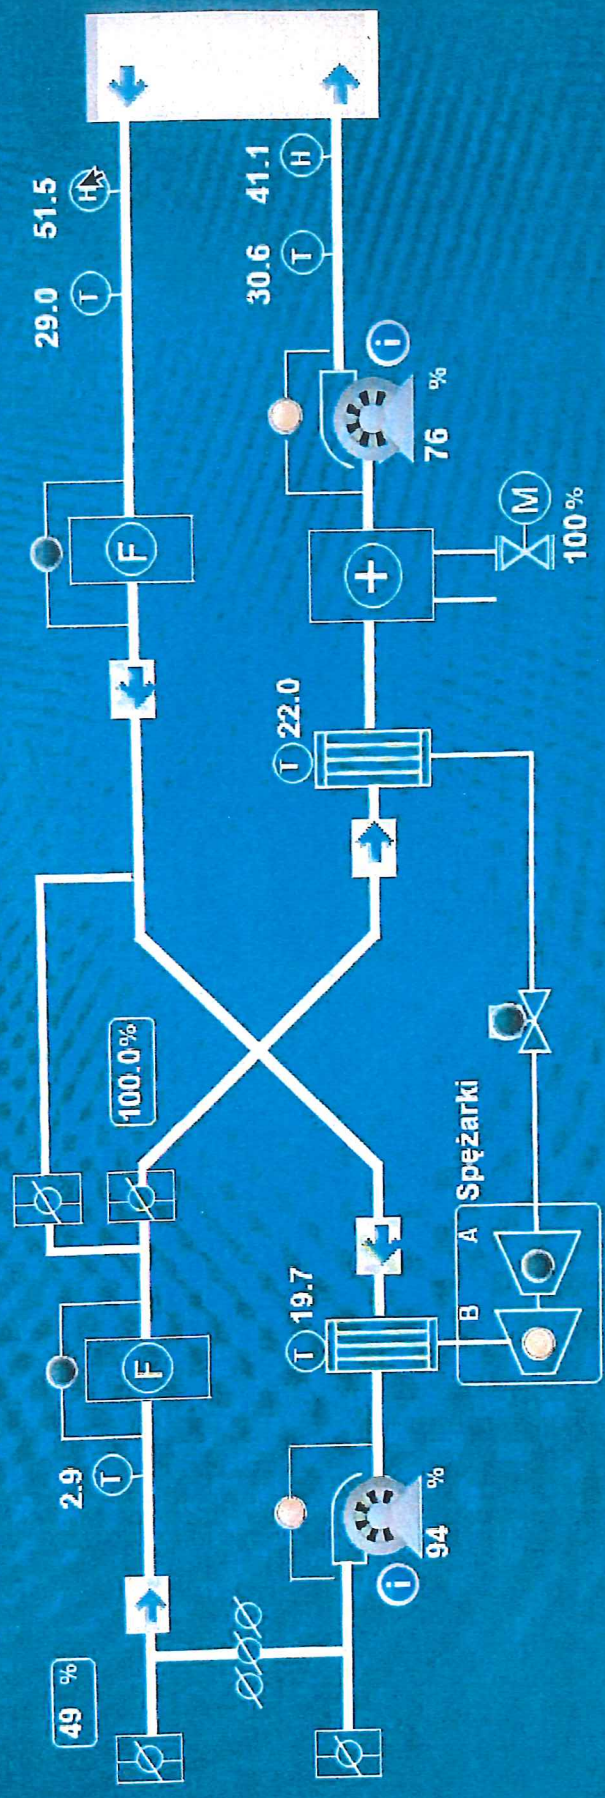 29.0 51.5
T H
49 %
2.9
T
F
100.0%
F
30.6 41.1
T H
19.7
T
22.0
T
+
i
94 %
i
76 %
Spężarki
B A
M
100%